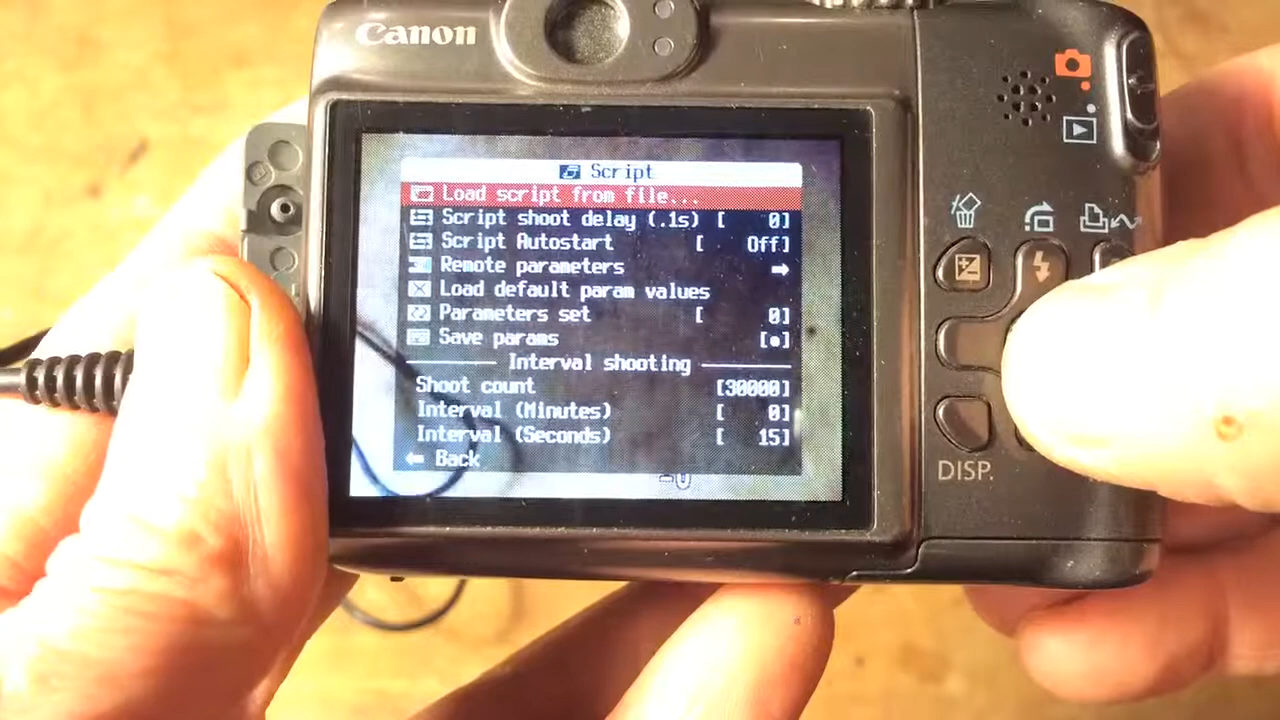 Canon
Script
Load script from file...
Script shoot delay (.1s) [ 0]
Script Autostart [ Off]
Remote parameters
Load default param values
Parameters set [ 0]
Save params [•]
Interval shooting
Shoot count [30000]
Interval (Minutes) [ 0]
Interval (Seconds) [ 15]
Back
DISP.